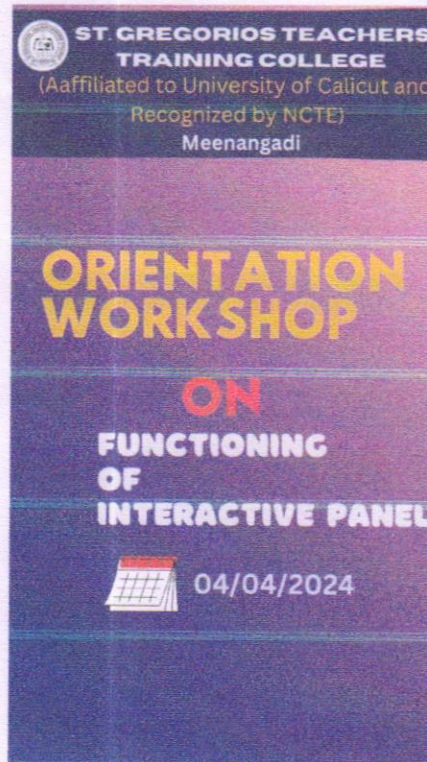 ST. GREGORIOS TEACHERS
TRAINING COLLEGE
(Aaffiliated to University of Calicut and
Recognized by NCTE)
Meenangadi
ORIENTATION
WORKSHOP
ON
FUNCTIONING
OF
INTERACTIVE PANEL
04/04/2024